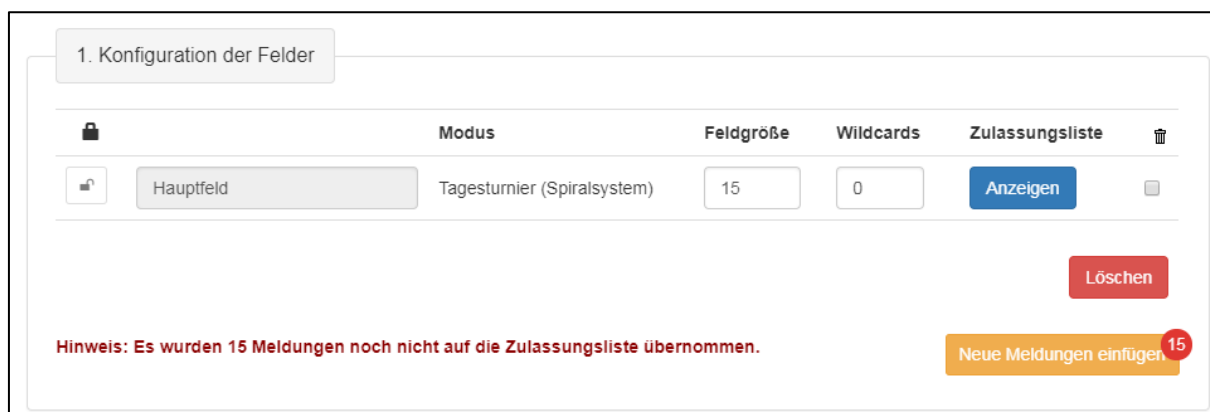 1. Konfiguration der Felder
Modus Feldgröße Wildcards Zulassungsliste
Hauptfeld Tagesturnier (Spiralsystem) 15 0 Anzeigen
Löschen
Hinweis: Es wurden 15 Meldungen noch nicht auf die Zulassungsliste übernommen.
Neue Meldungen einfügen 15